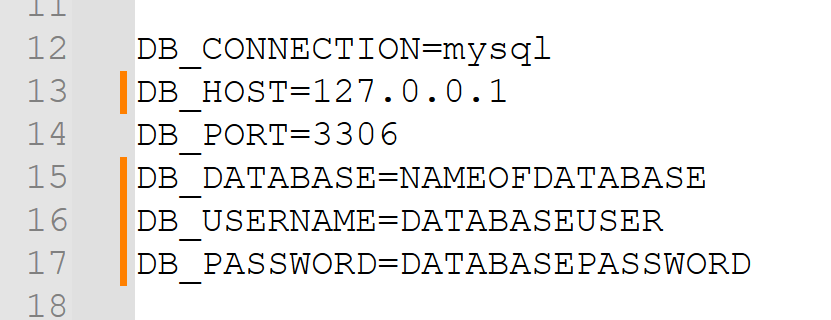 11
12 DB_CONNECTION=mysql
13 DB_HOST=127.0.0.1
14 DB_PORT=3306
15 DB_DATABASE=NAMEOFDATABASE
16 DB_USERNAME=DATABASEUSER
17 DB_PASSWORD=DATABASEPASSWORD
18